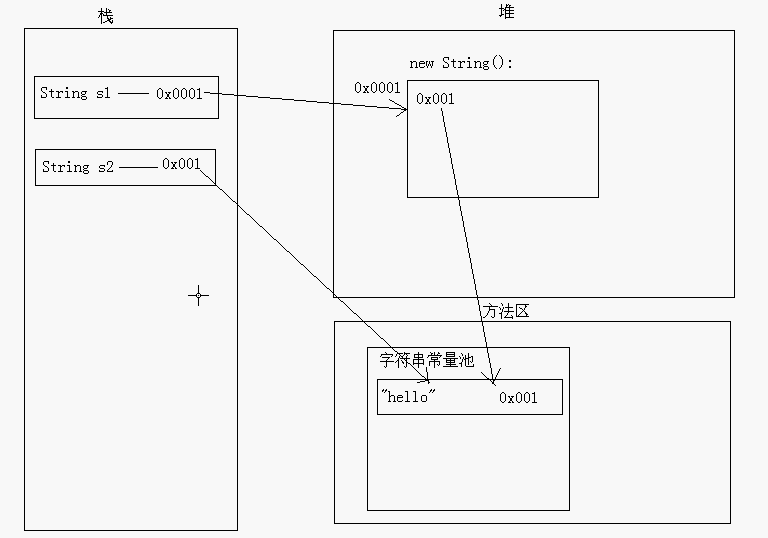 栈
String s1 0x0001
String s2 0x001
堆
new String():
0x0001
0x001
方法区
字符串常量池
"hello" 0x001